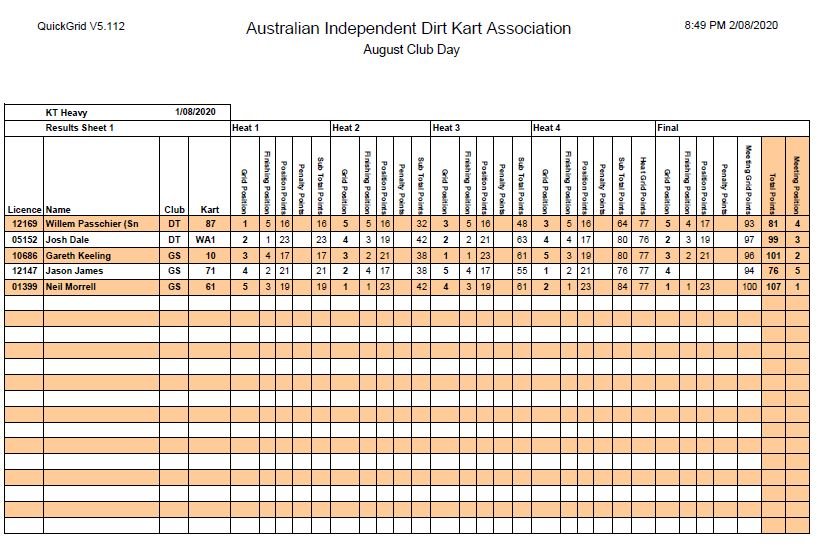 QuickGrid V5.112
Australian Independent Dirt Kart Association
8:49 PM 2/08/2020
August Club Day
KT Heavy 1/08/2020
Results Sheet 1 Heat 1 Heat 2 Heat 3 Heat 4 Final
Licence Name Club Kart Grid Position Finishing Position Position Points Penalty Points Sub Total Points Grid Position Finishing Position Position Points Penalty Points Sub Total Points Grid Position Finishing Position Position Points Penalty Points Sub Total Points Grid Position Finishing Position Position Points Penalty Points Sub Total Points Heat Grid Points Grid Position Finishing Position Position Points Penalty Points Meeting Grid Points Total Points Meeting Position
12169 Willem Passchier (Sn DT 87 1 5 16 16 5 5 16 32 3 5 16 48 3 5 16 64 77 5 4 17 93 81 4
05152 Josh Dale DT WA1 2 1 23 23 4 3 19 42 2 2 21 63 4 4 17 80 76 2 3 19 97 99 3
10686 Gareth Keeling GS 10 3 4 17 17 3 2 21 38 1 1 23 61 5 3 19 80 77 3 2 21 96 101 2
12147 Jason James GS 71 4 2 21 21 2 4 17 38 5 4 17 55 1 2 21 76 77 4 94 76 5
01399 Neil Morrell GS 61 5 3 19 19 1 1 23 42 4 3 19 61 2 1 23 84 77 1 1 23 100 107 1